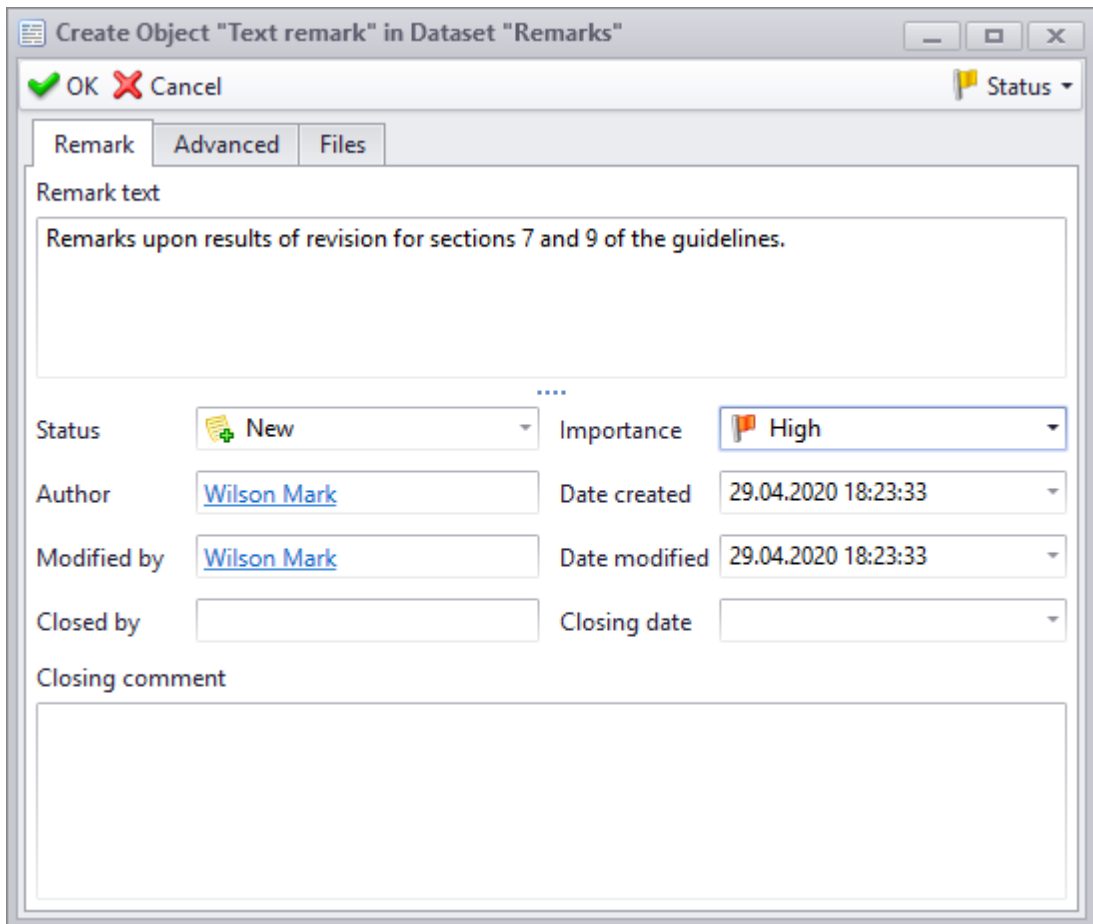 Create Object "Text remark" in Dataset "Remarks"
OK Cancel Status
Remark Advanced Files
Remark text
Remarks upon results of revision for sections 7 and 9 of the guidelines.
Status New Importance High
Author Wilson Mark Date created 29.04.2020 18:23:33
Modified by Wilson Mark Date modified 29.04.2020 18:23:33
Closed by Closing date
Closing comment